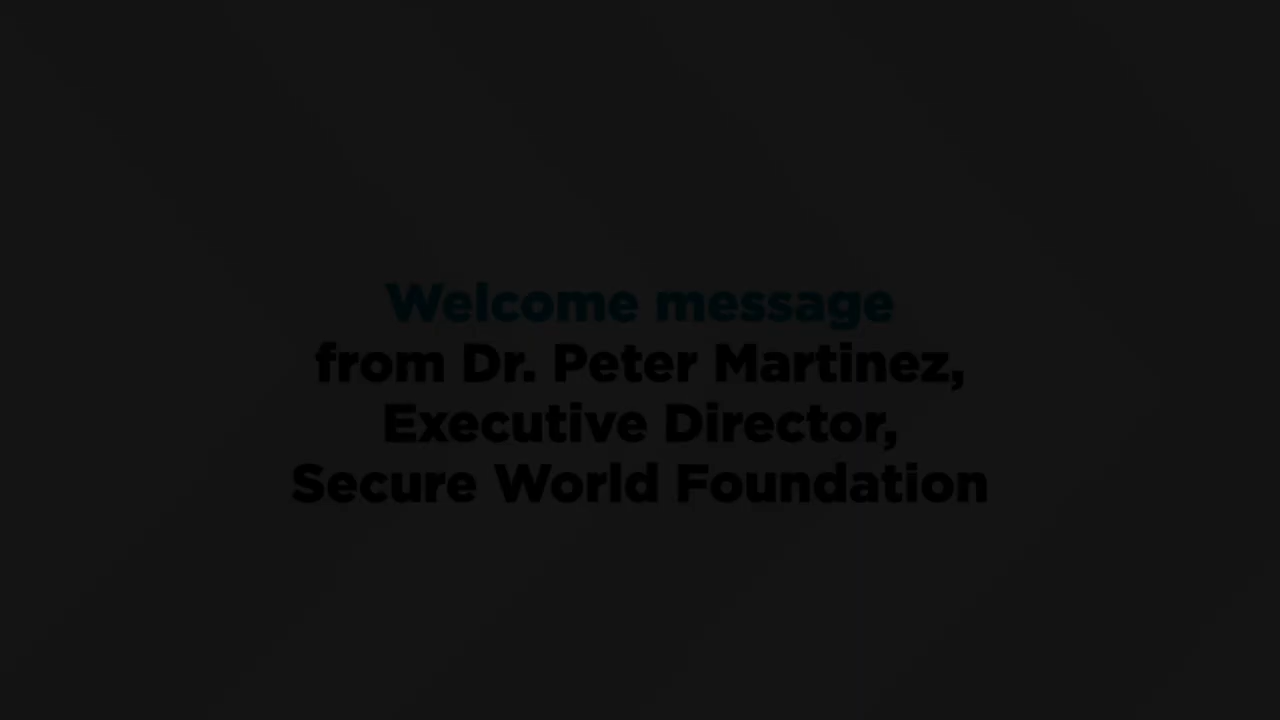 Welcome message
from Dr. Peter Martinez,
Executive Director,
Secure World Foundation